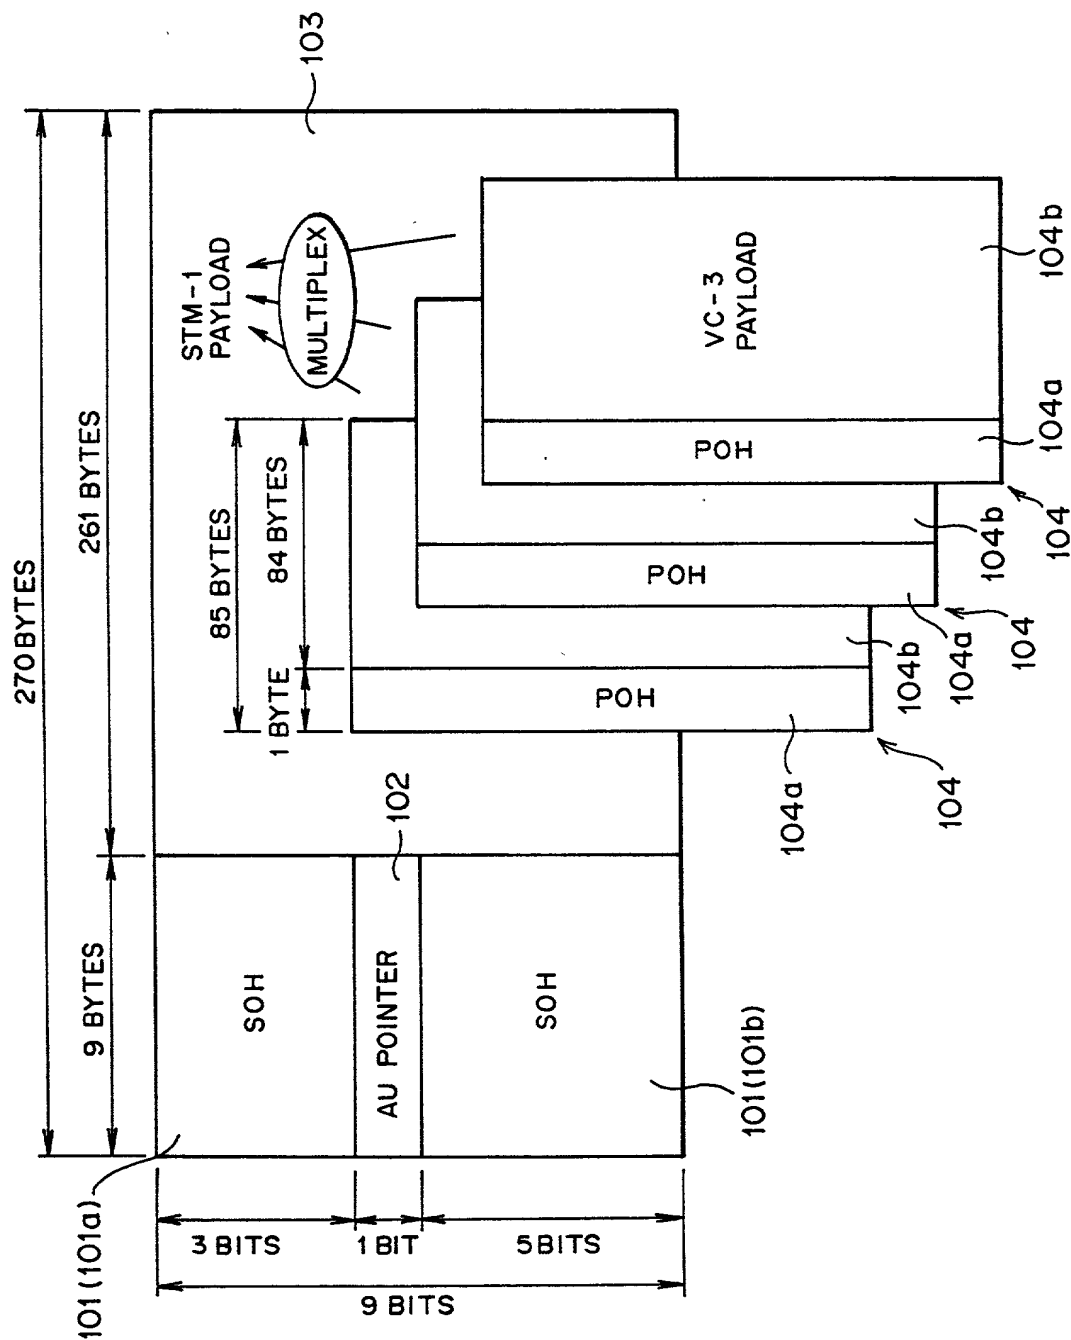 270 BYTES
9 BYTES
261 BYTES
101 (101a)
3 BITS
1 BIT
5 BITS
9 BITS
SOH
AU POINTER
102
SOH
101 (101b)
103
STM-1
PAYLOAD
MULTIPLEX
85 BYTES
1 BYTE
84 BYTES
POH
104a
104b
104
POH
104a
104b
104
POH
VC-3
PAYLOAD
104a
104b
104